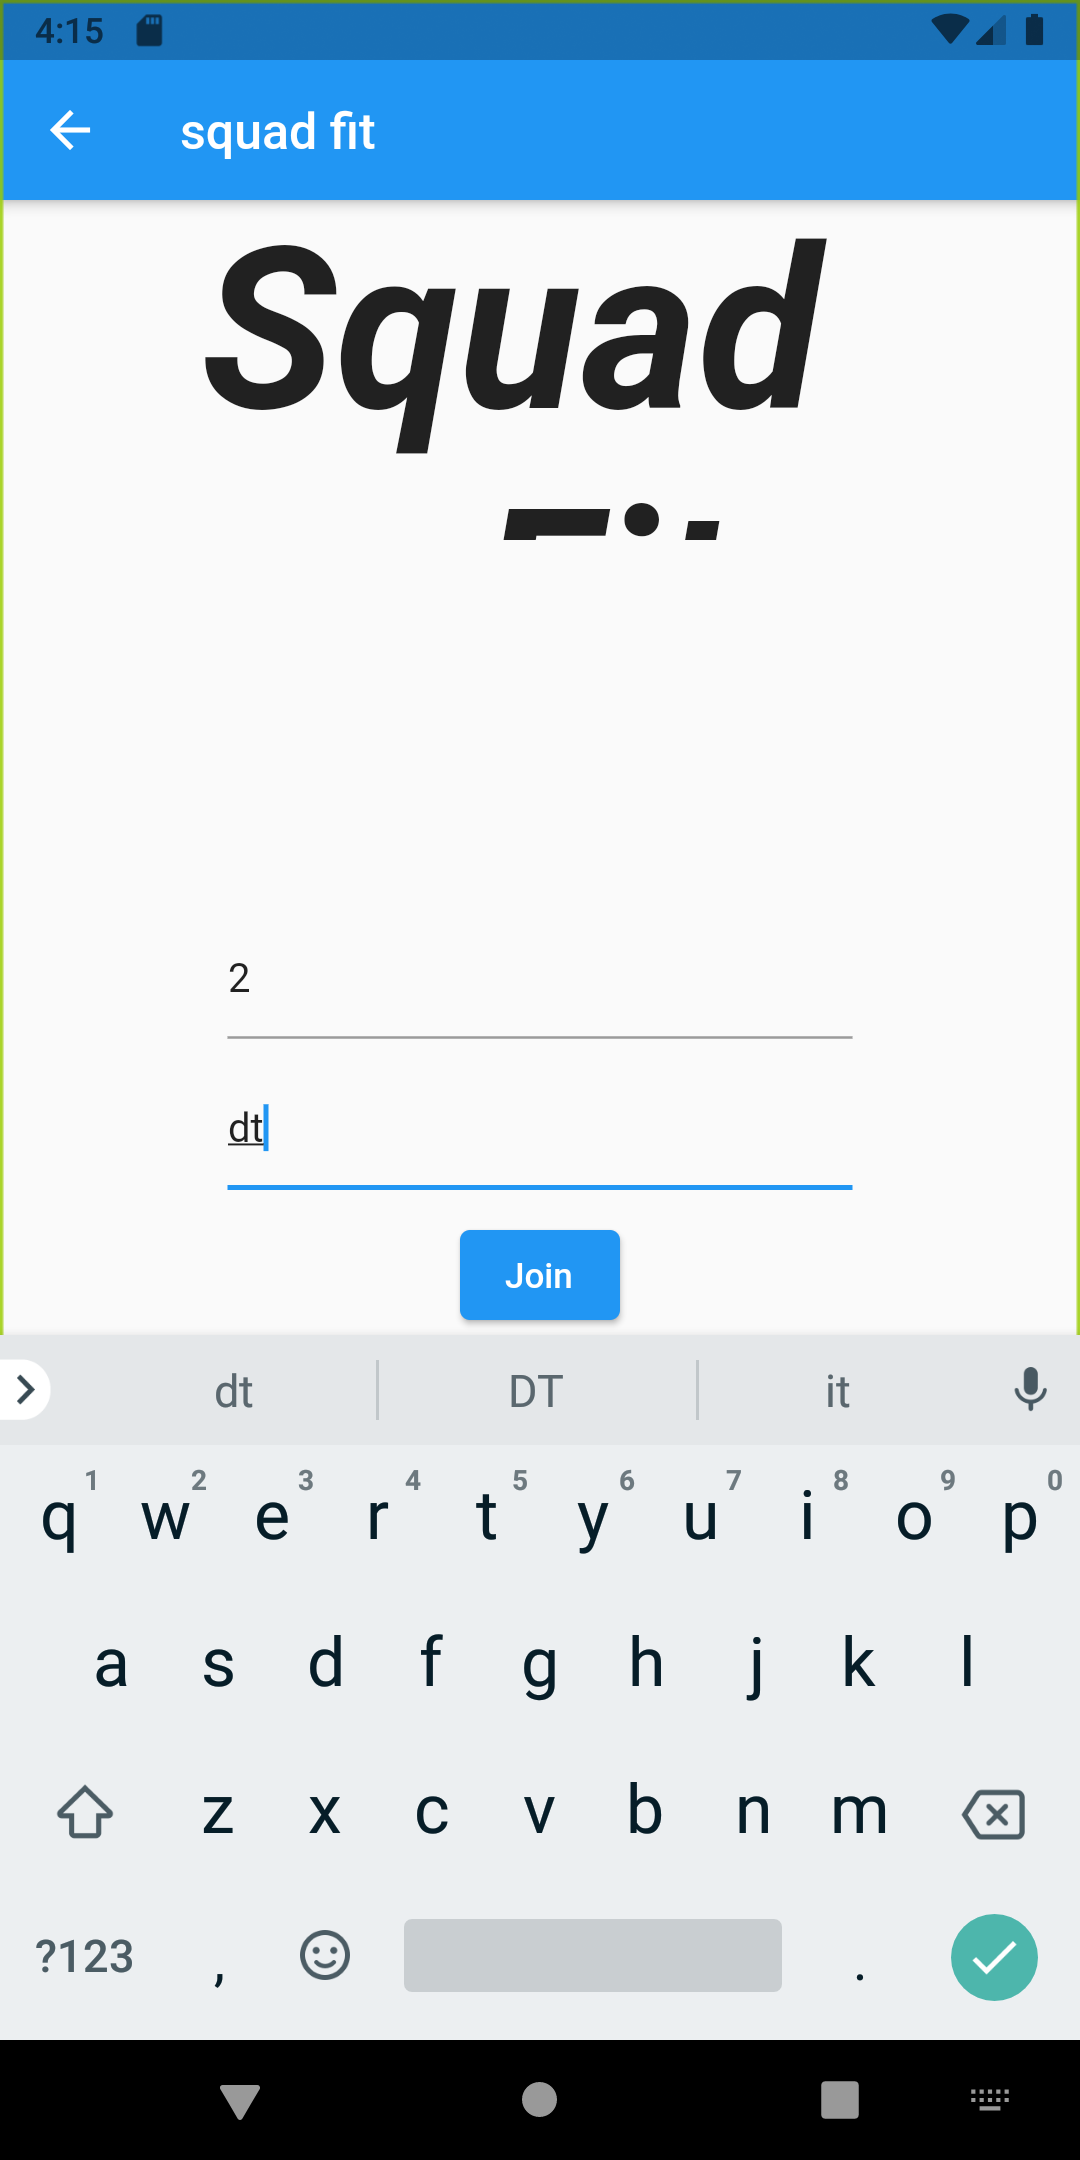 4:15
squad fit
Squad
Fit
2
dt
Join
dt DT it
1 2 3 4 5 6 7 8 9 0
q w e r t y u i o p
a s d f g h j k l
z x c v b n m
?123 , .